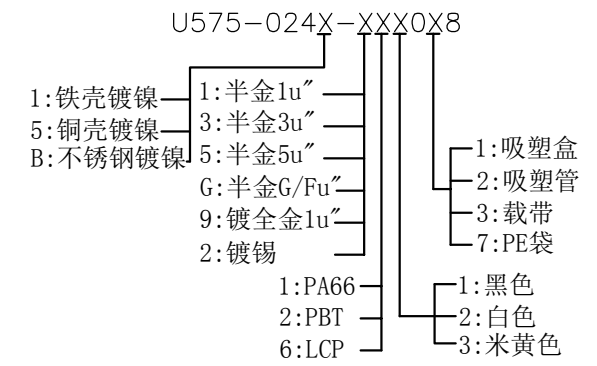 U575-024X-XXX0X8
1:铁壳镀镍
5:铜壳镀镍
B:不锈钢镀镍
1:半金1u"
3:半金3u"
5:半金5u"
G:半金G/Fu"
9:镀全金1u"
2:镀锡
1:吸塑盒
2:吸塑管
3:载带
7:PE袋
1:PA66
2:PBT
6:LCP
1:黑色
2:白色
3:米黄色